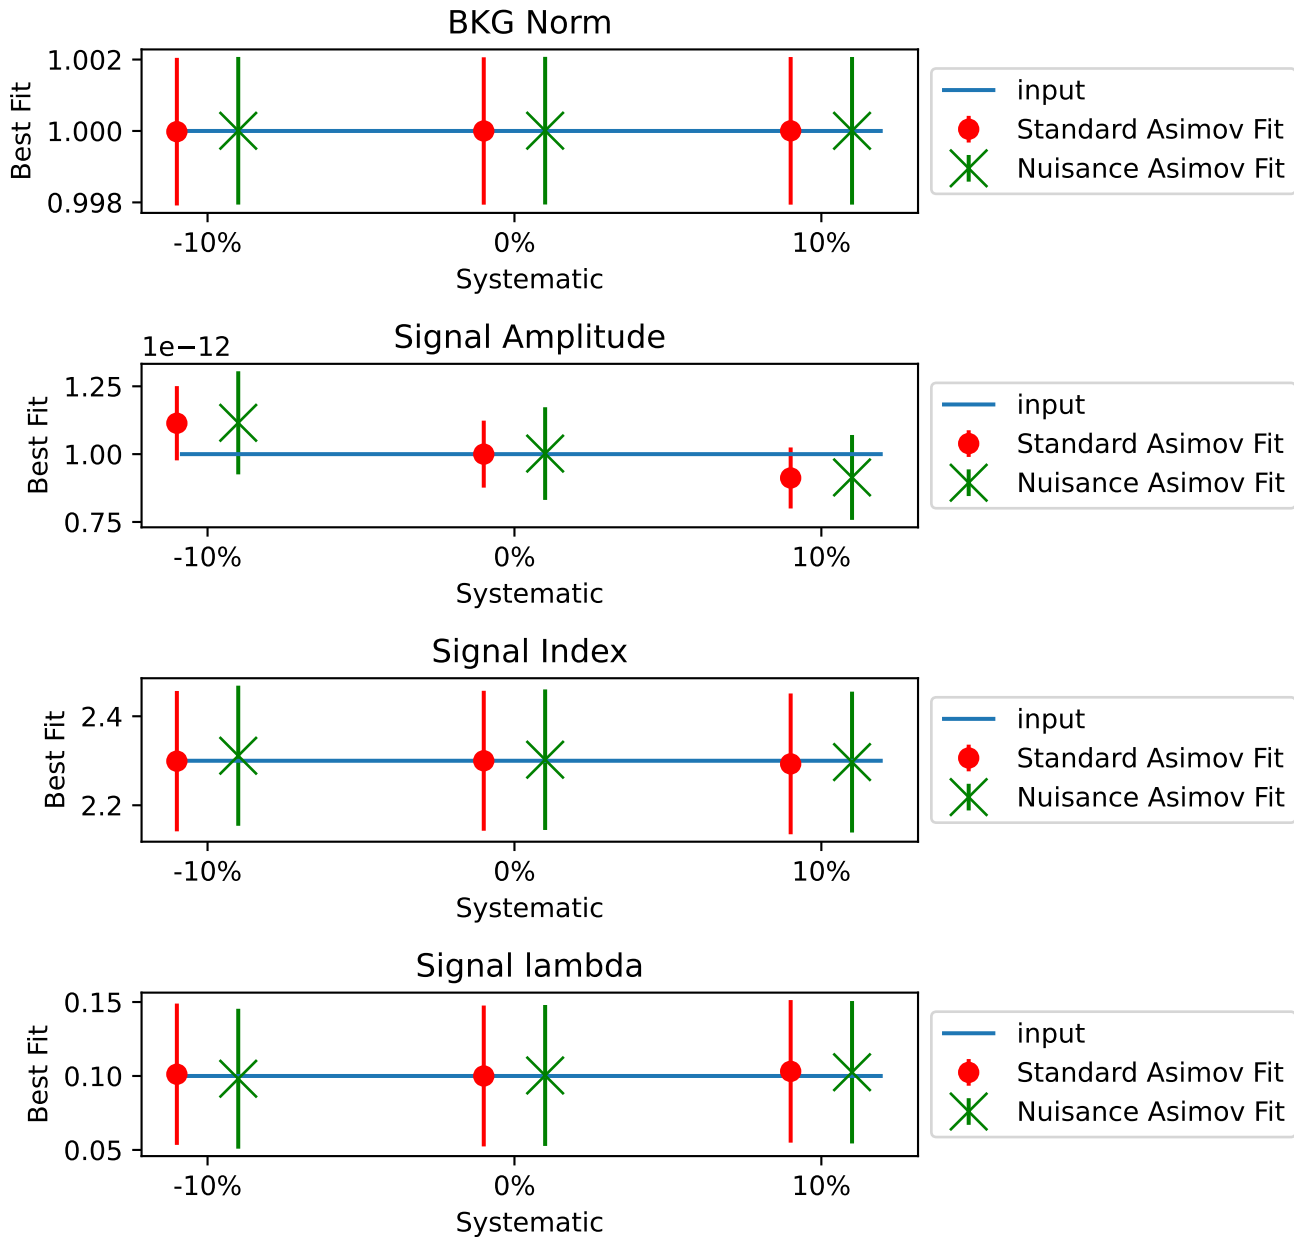 BKG Norm
1.002
1.000
0.998
Best Fit
-10% 0% 10%
Systematic
input
Standard Asimov Fit
Nuisance Asimov Fit
Signal Amplitude
1e−12
1.25
1.00
0.75
Best Fit
-10% 0% 10%
Systematic
input
Standard Asimov Fit
Nuisance Asimov Fit
Signal Index
2.4
2.2
Best Fit
-10% 0% 10%
Systematic
input
Standard Asimov Fit
Nuisance Asimov Fit
Signal lambda
0.15
0.10
0.05
Best Fit
-10% 0% 10%
Systematic
input
Standard Asimov Fit
Nuisance Asimov Fit